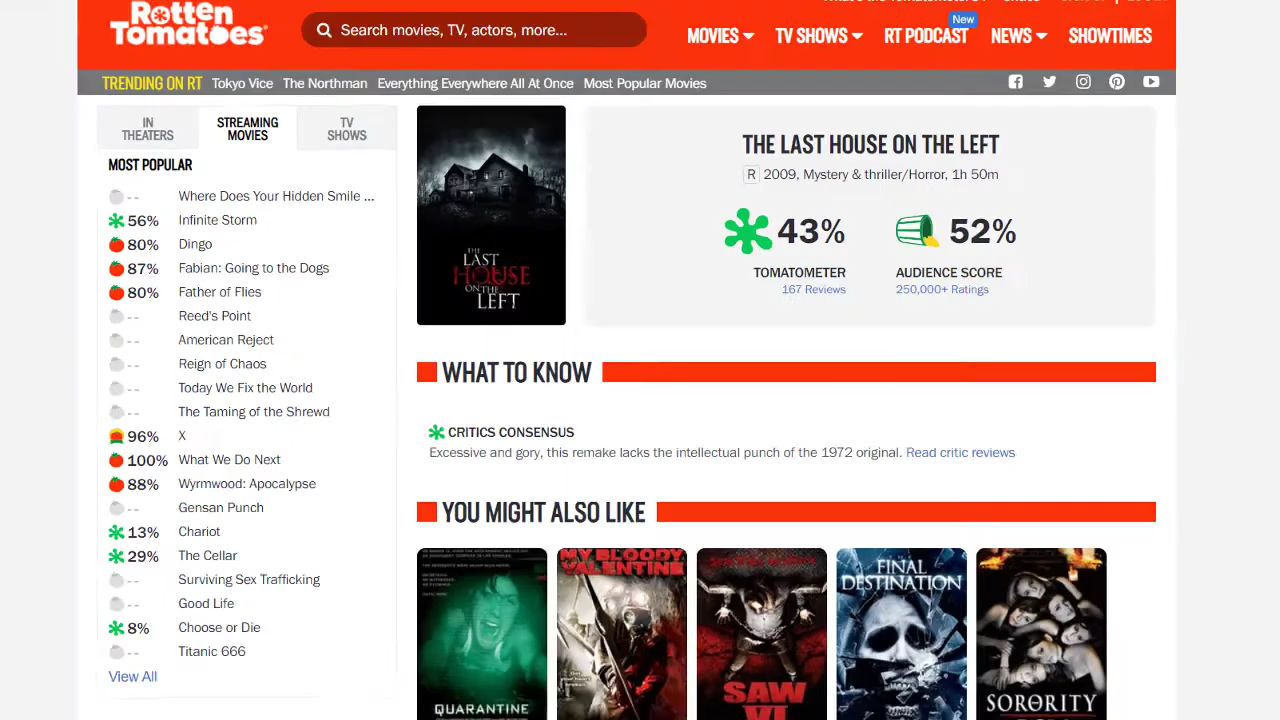 Rotten
Tomatoes
Search movies, TV, actors, more...
New
MOVIES
TV SHOWS
RT PODCAST
NEWS
SHOWTIMES
TRENDING ON RT
Tokyo Vice
The Northman
Everything Everywhere All At Once
Most Popular Movies
IN
THEATERS
STREAMING
MOVIES
TV
SHOWS
MOST POPULAR
- - Where Does Your Hidden Smile ...
56% Infinite Storm
80% Dingo
87% Fabian: Going to the Dogs
80% Father of Flies
- - Reed's Point
- - American Reject
- - Reign of Chaos
- - Today We Fix the World
- - The Taming of the Shrewd
96% X
100% What We Do Next
88% Wyrmwood: Apocalypse
- - Gensan Punch
13% Chariot
29% The Cellar
- - Surviving Sex Trafficking
- - Good Life
8% Choose or Die
- - Titanic 666
View All
THE
LAST
HOUSE
ON THE
LEFT
THE LAST HOUSE ON THE LEFT
R 2009, Mystery & thriller/Horror, 1h 50m
43%
52%
TOMATOMETER
AUDIENCE SCORE
167 Reviews
250,000+ Ratings
WHAT TO KNOW
CRITICS CONSENSUS
Excessive and gory, this remake lacks the intellectual punch of the 1972 original. Read critic reviews
YOU MIGHT ALSO LIKE
QUARANTINE
MY BLOODY
VALENTINE
SAW
VI
FINAL
DESTINATION
SORORITY